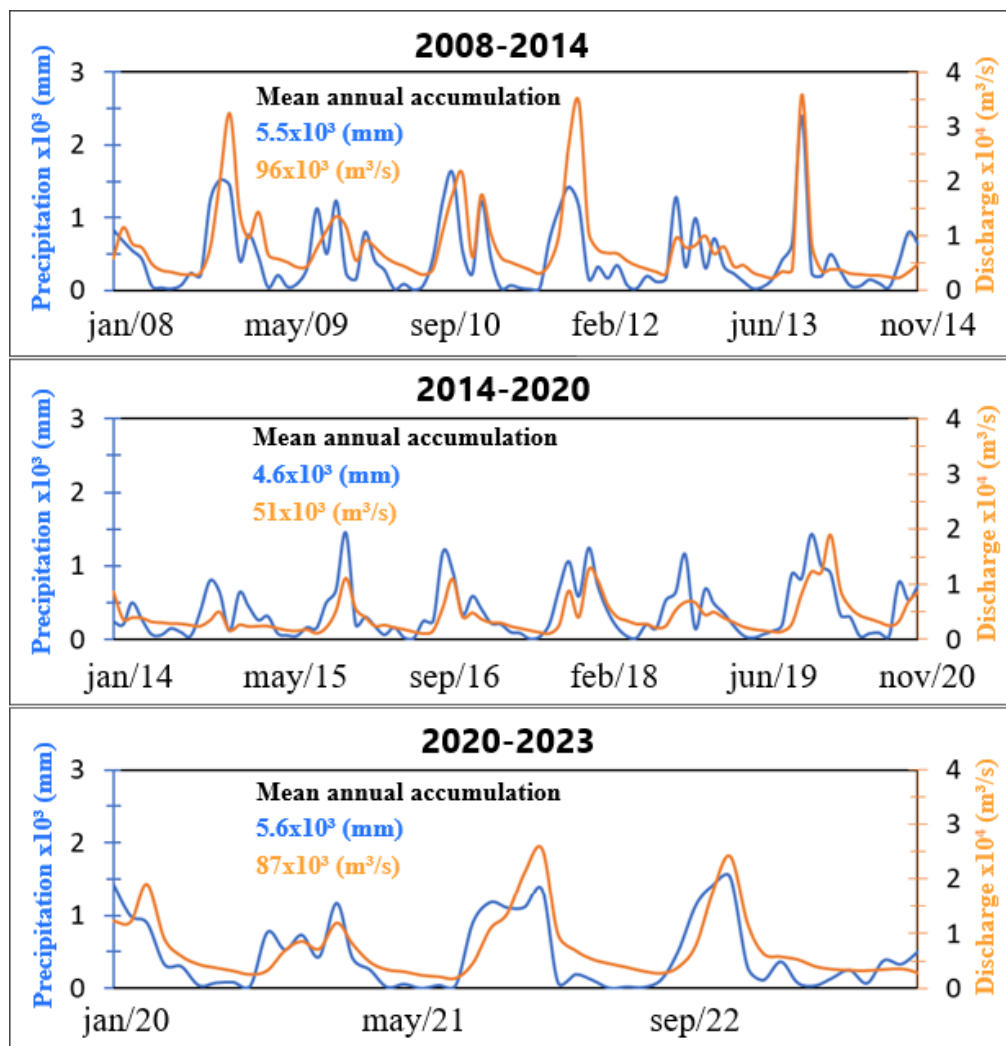 2008-2014
Precipitation x10³ (mm)
3
2
1
0
Mean annual accumulation
5.5x10³ (mm)
96x10³ (m³/s)
4
3
2
1
0
Discharge x10⁴ (m³/s)
jan/08 may/09 sep/10 feb/12 jun/13 nov/14
2014-2020
Precipitation x10³ (mm)
3
2
1
0
Mean annual accumulation
4.6x10³ (mm)
51x10³ (m³/s)
4
3
2
1
0
Discharge x10⁴ (m³/s)
jan/14 may/15 sep/16 feb/18 jun/19 nov/20
2020-2023
Precipitation x10³ (mm)
3
2
1
0
Mean annual accumulation
5.6x10³ (mm)
87x10³ (m³/s)
4
3
2
1
0
Discharge x10⁴ (m³/s)
jan/20 may/21 sep/22